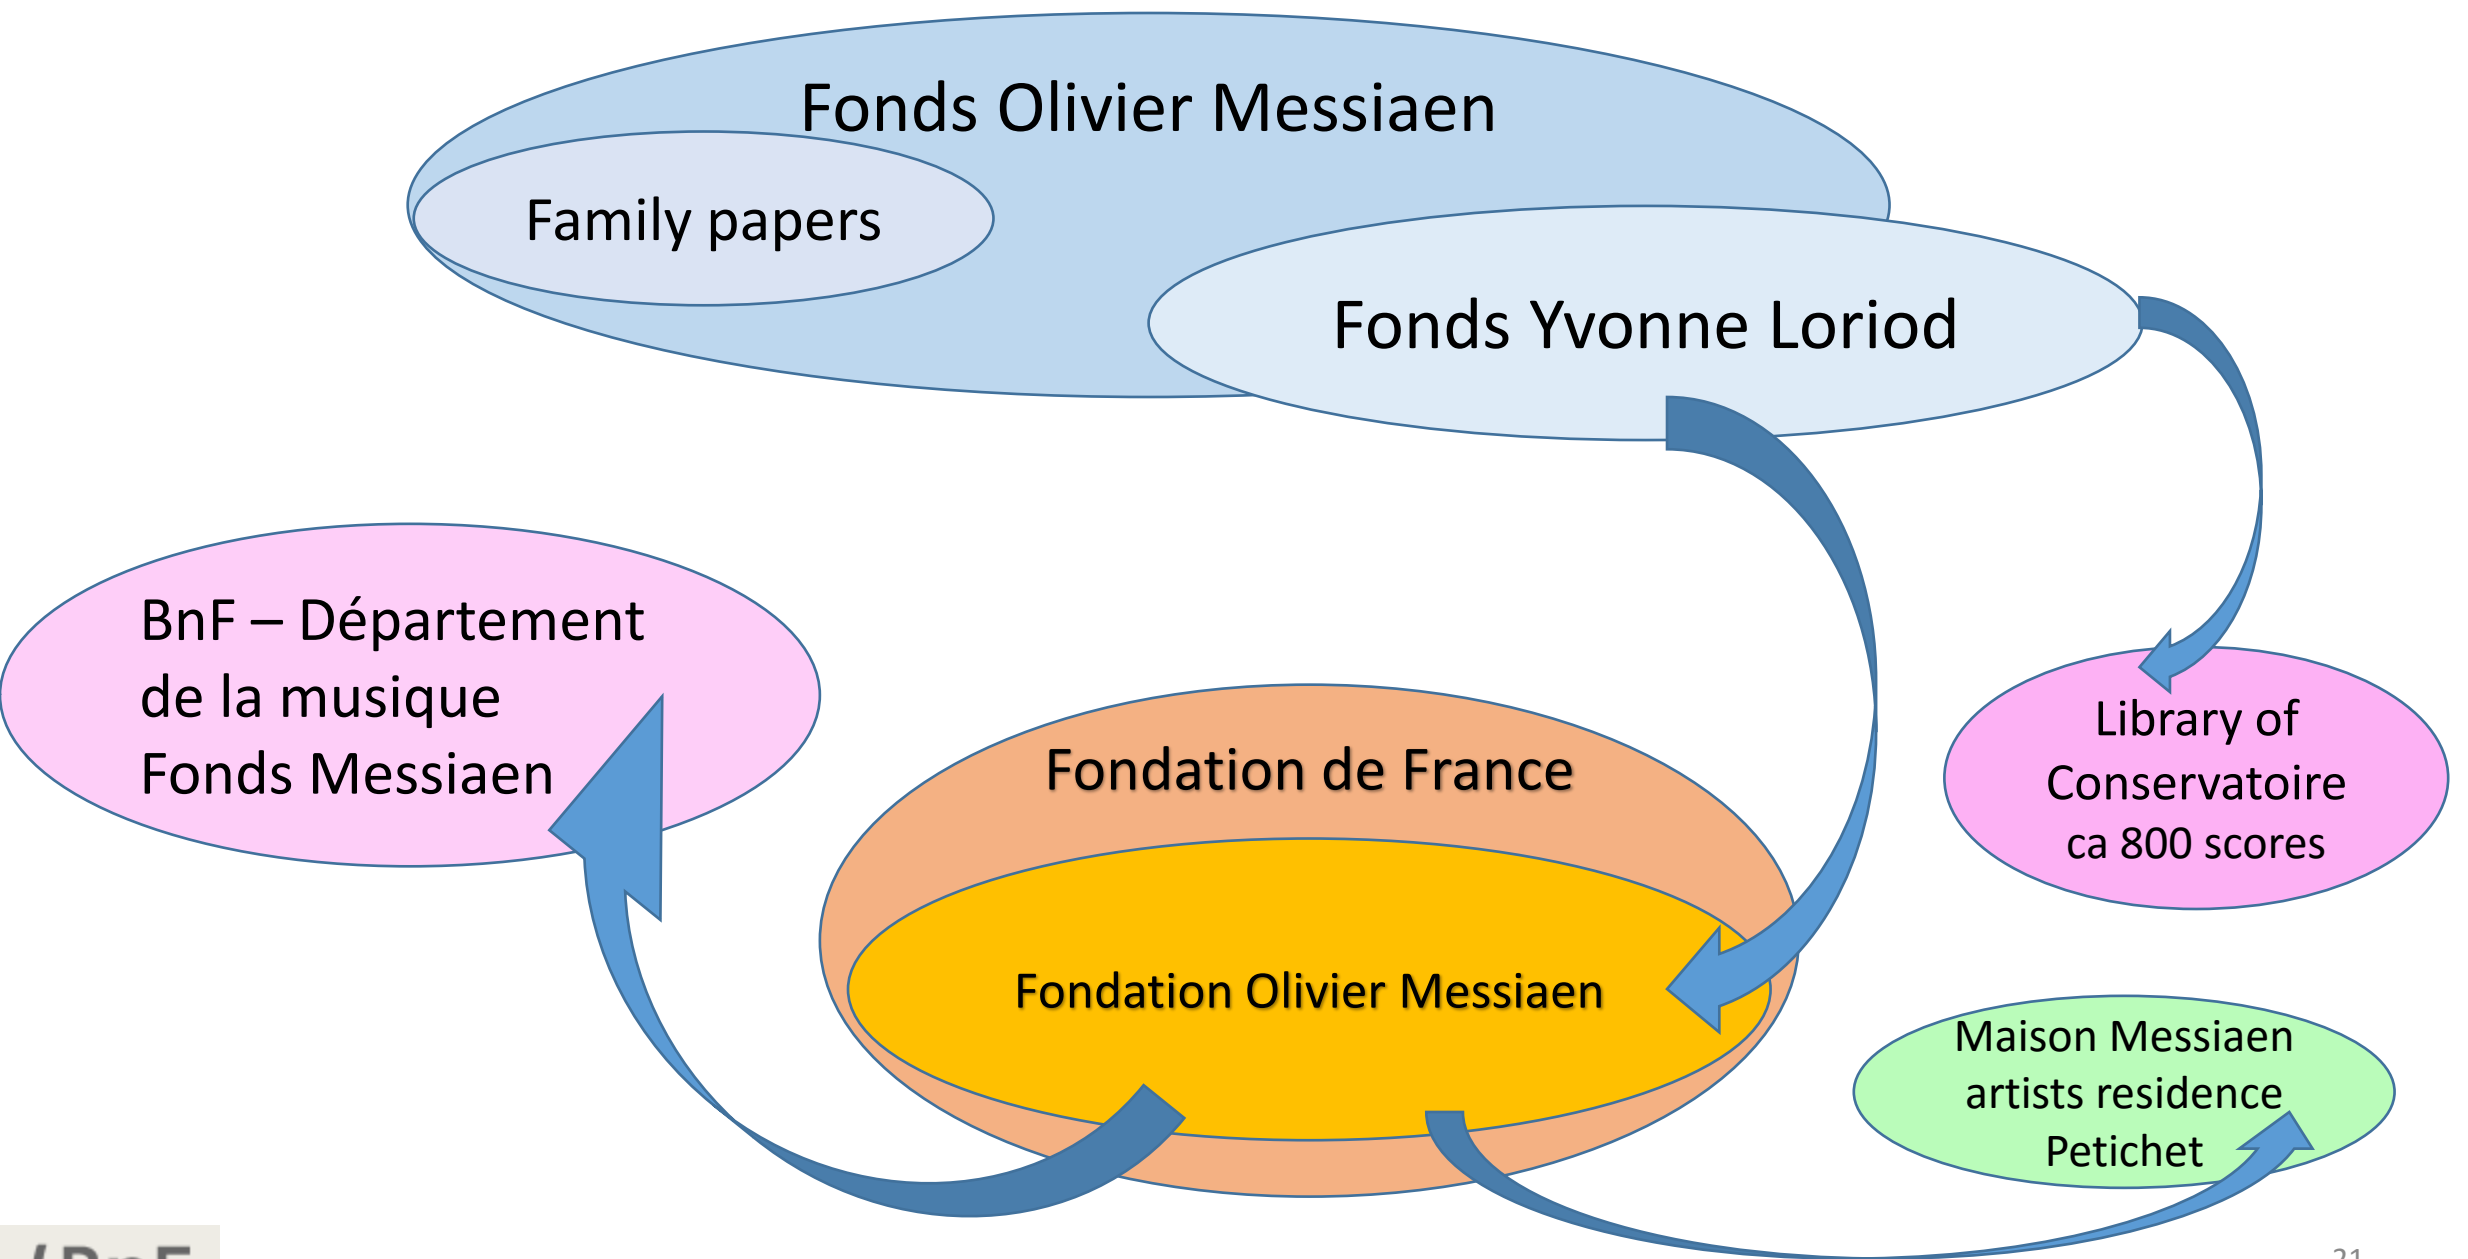 Fonds Olivier Messiaen
Family papers
Fonds Yvonne Loriod
BnF – Département
de la musique
Fonds Messiaen
Fondation de France
Library of
Conservatoire
ca 800 scores
Fondation Olivier Messiaen
Maison Messiaen
artists residence
Petichet